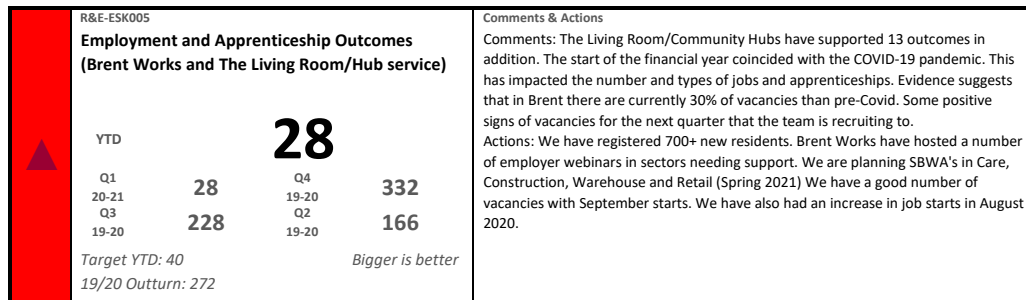 R&E-ESK005
Employment and Apprenticeship Outcomes
(Brent Works and The Living Room/Hub service)
YTD 28
Q1 20-21 28 Q4 19-20 332
Q3 19-20 228 Q2 19-20 166
Target YTD: 40 Bigger is better
19/20 Outturn: 272
Comments & Actions
Comments: The Living Room/Community Hubs have supported 13 outcomes in
addition. The start of the financial year coincided with the COVID-19 pandemic. This
has impacted the number and types of jobs and apprenticeships. Evidence suggests
that in Brent there are currently 30% of vacancies than pre-Covid. Some positive
signs of vacancies for the next quarter that the team is recruiting to.
Actions: We have registered 700+ new residents. Brent Works have hosted a number
of employer webinars in sectors needing support. We are planning SBWA's in Care,
Construction, Warehouse and Retail (Spring 2021) We have a good number of
vacancies with September starts. We have also had an increase in job starts in August
2020.